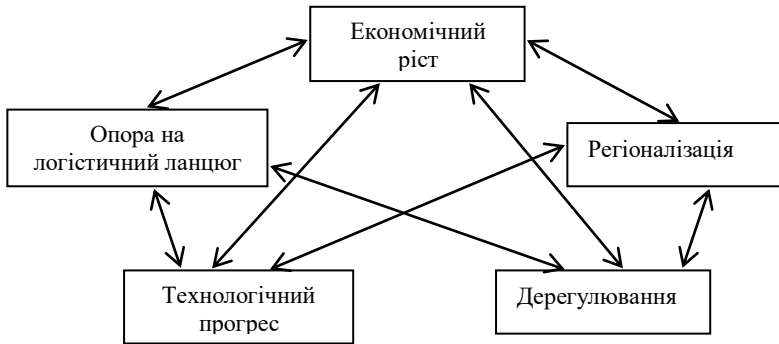 Економічний
ріст
Опора на
логістичний ланцюг
Регіоналізація
Технологічний
прогрес
Дерегулювання